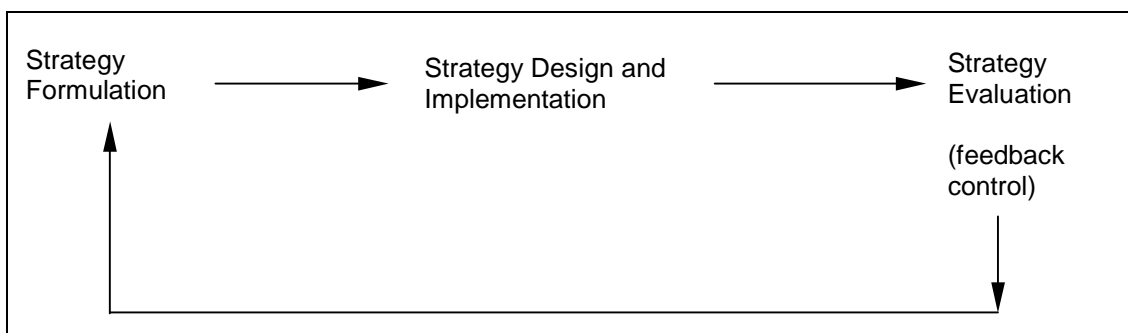 Strategy
Formulation
Strategy Design and
Implementation
Strategy
Evaluation
(feedback
control)